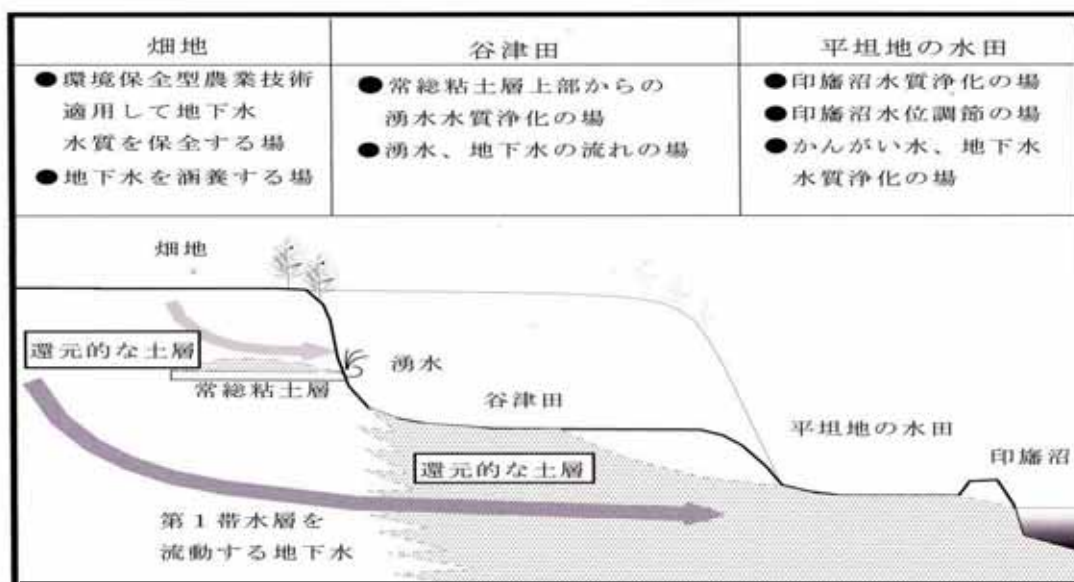 畑地
●環境保全型農業技術
適用して地下水
水質を保全する場
●地下水を涵養する場
谷津田
●常総粘土層上部からの
湧水水質浄化の場
●湧水、地下水の流れの場
平坦地の水田
●印旛沼水質浄化の場
●印旛沼水位調節の場
●かんがい水、地下水
水質浄化の場
畑地
還元的な土層
常総粘土層
湧水
谷津田
平坦地の水田
印旛沼
還元的な土層
第1帯水層を
流動する地下水